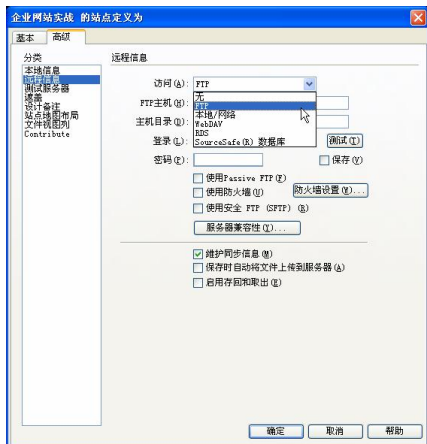 企业网站实战 的站点定义为
基本 高级
分类
本地信息
远程信息
测试服务器
遮盖
设计备注
站点地图布局
文件视图列
Contribute
远程信息
访问(A): FTP
无
FTP
本地/网络
WebDAV
RDS
SourceSafe(R) 数据库
FTP主机(H):
主机目录(D):
登录(L): 测试(T)
密码(P): 保存(V)
使用Passive FTP(F)
使用防火墙(U) 防火墙设置(W)...
使用安全 FTP (SFTP) (R)
服务器兼容性(Y)...
维护同步信息(M)
保存时自动将文件上传到服务器(A)
启用存回和取出(E)
确定 取消 帮助